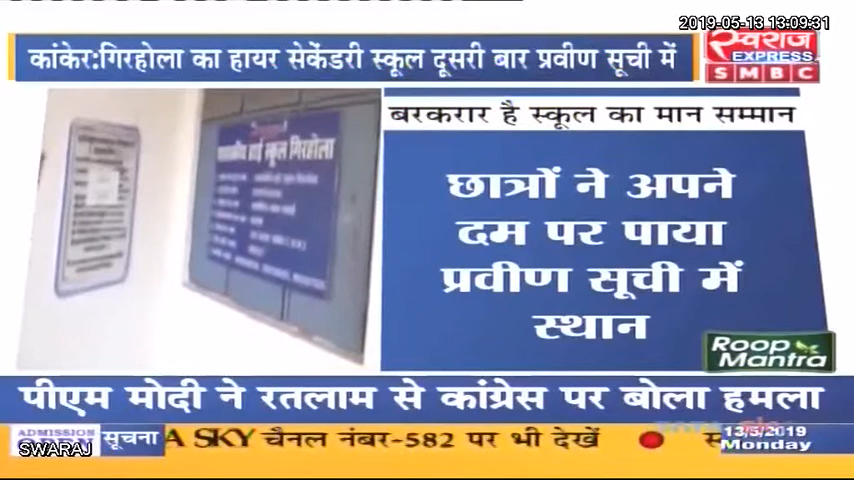 2019-05-13 13:09:31
कांकेर:गिरहोला का हायर सेकेंडरी स्कूल दूसरी बार प्रवीण सूची में
स्वराज
EXPRESS
SMBC
बरकरार है स्कूल का मान सम्मान
हाई स्कूल गिरहोला
छात्रों ने अपने
दम पर पाया
प्रवीण सूची में
स्थान
Roop
Mantra
पीएम मोदी ने रतलाम से कांग्रेस पर बोला हमला
ADMISSION
OPEN
सूचना
A SKY चैनल नंबर-582 पर भी देखें
13/5/2019
Monday
SWARAJ